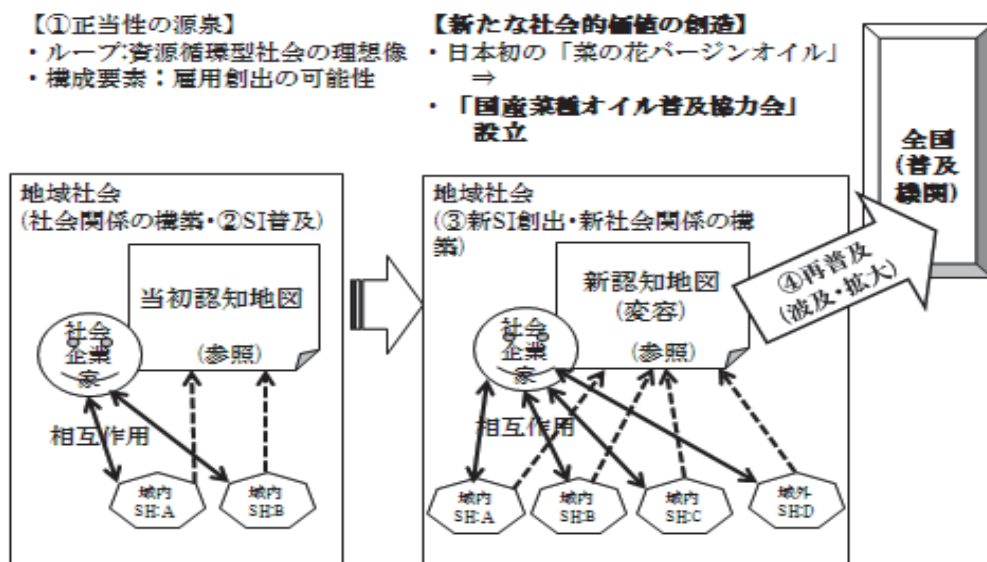 【①正当性の源泉】
・ループ:資源循環型社会の理想像
・構成要素：雇用創出の可能性
【新たな社会的価値の創造】
・日本初の「菜の花バージンオイル」
⇒
・「国産菜種オイル普及協力会」
設立
全国
(普及
機関)
地域社会
(社会関係の構築・②SI普及)
当初認知地図
(参照)
社会
企業
家
相互作用
域内
SH:A
域内
SH:B
地域社会
(③新SI創出・新社会関係の構
築)
新認知地図
(変容)
(参照)
社会
企業
家
相互作用
域内
SH:A
域内
SH:B
域内
SH:C
域外
SH:D
④再普及
(波及・拡大)